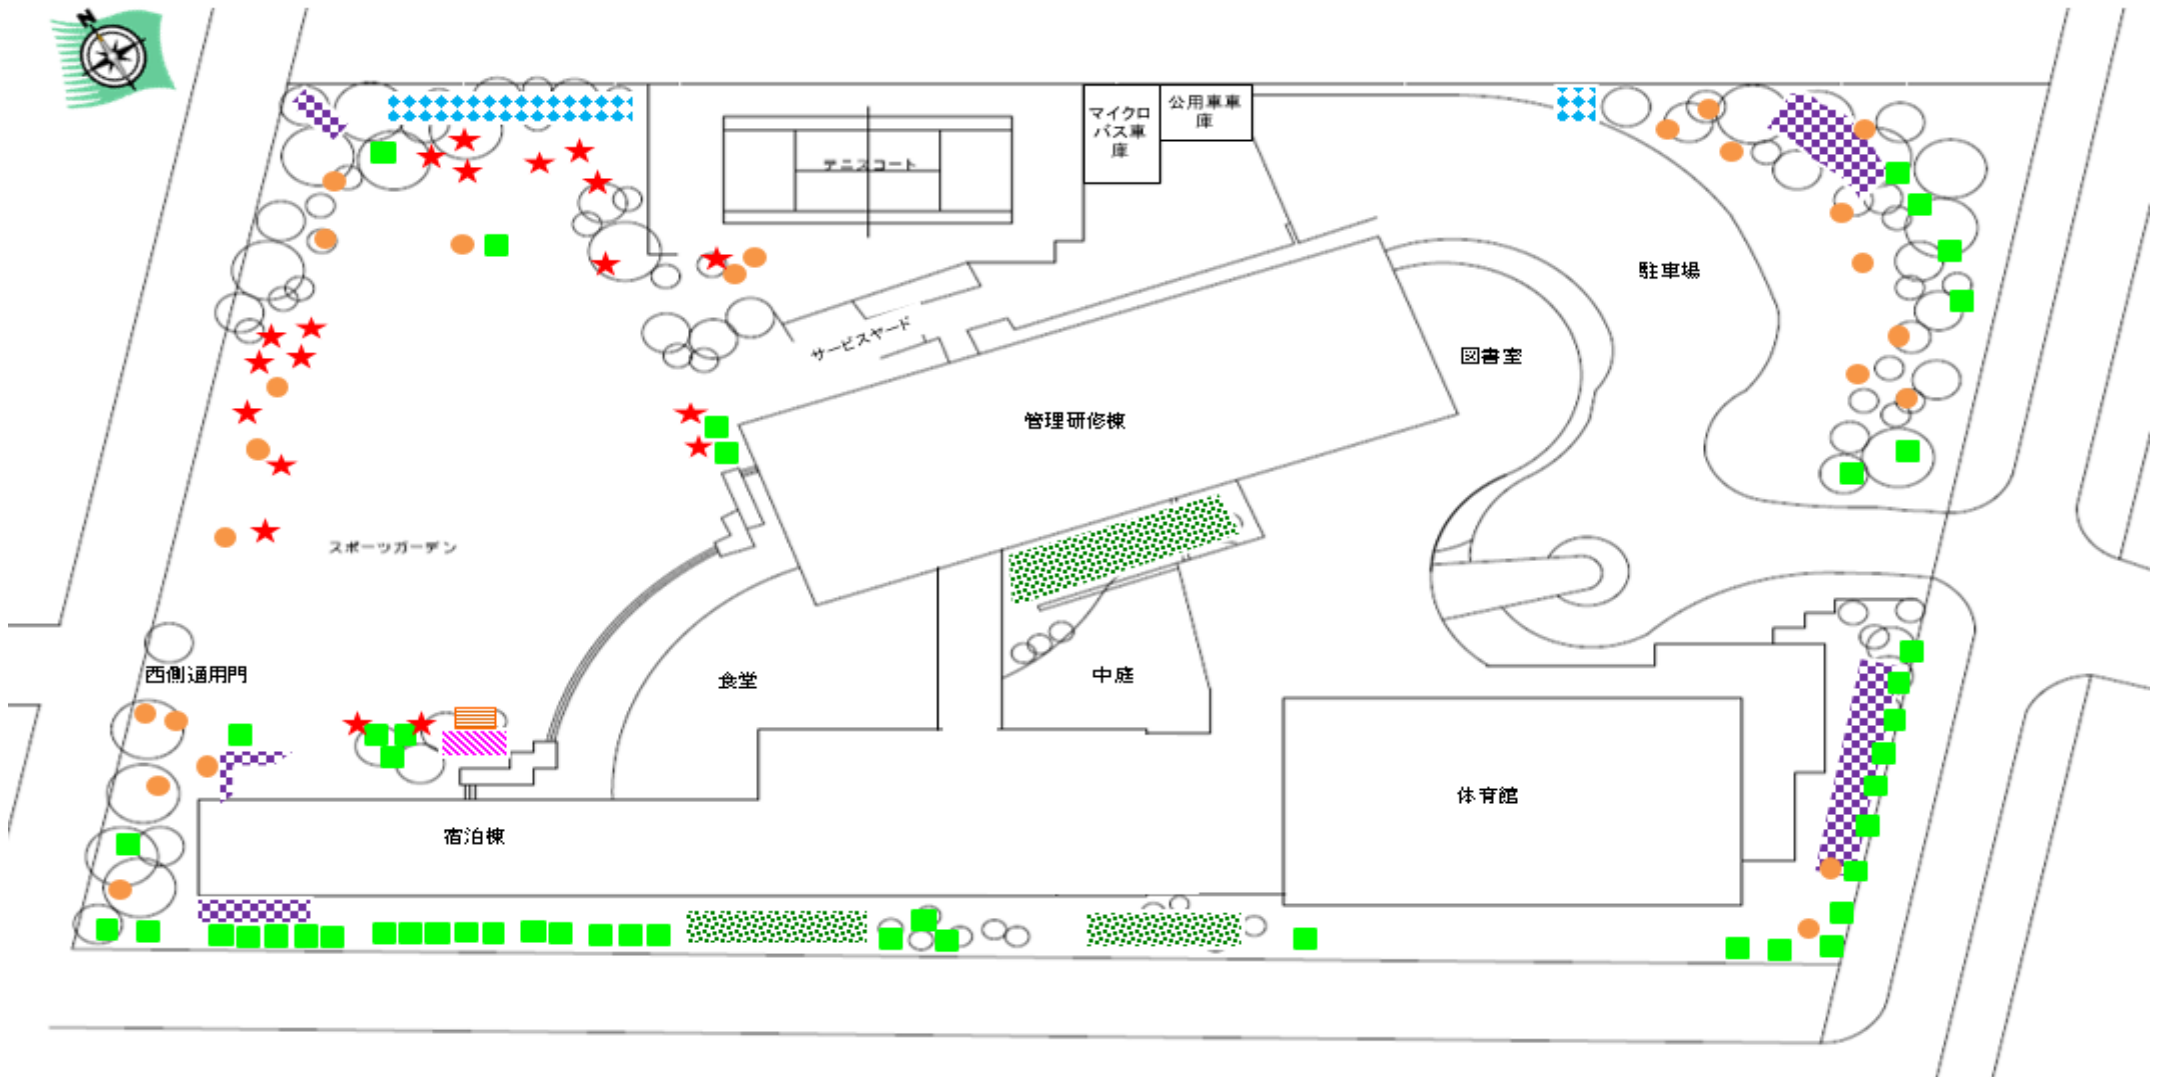 N
マイクロ
バス車
庫
公用車車
庫
テニスコート
駐車場
サービスヤード
図書室
管理研修棟
スポーツガーデン
西側通用門
食堂
中庭
体育館
宿泊棟